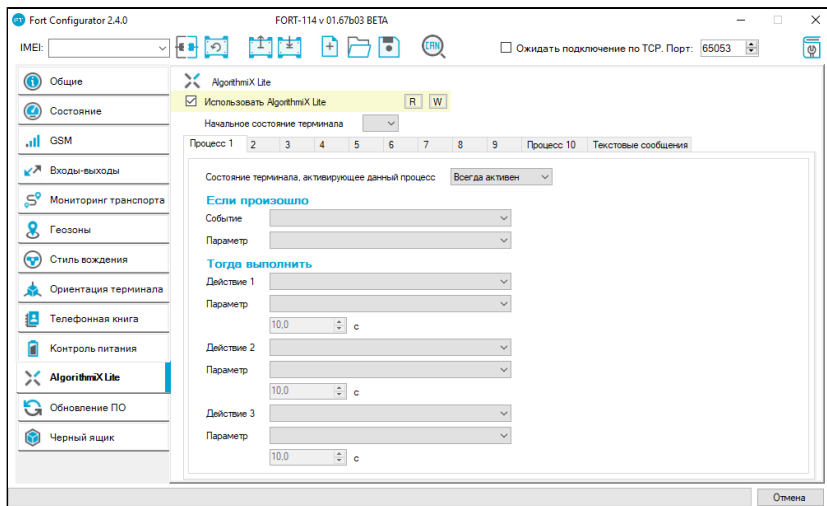 Fort Configurator 2.4.0 FORT-114 v 01.67b03 BETA
IMEI: CAN Ожидать подключение по TCP. Порт: 65053
Общие
Состояние
GSM
Входы-выходы
Мониторинг транспорта
Геозоны
Стиль вождения
Ориентация терминала
Телефонная книга
Контроль питания
AlgorithmiX Lite
Обновление ПО
Черный ящик
AlgorithmiX Lite
Использовать AlgorithmiX Lite R W
Начальное состояние терминала
Процесс 1 2 3 4 5 6 7 8 9 Процесс 10 Текстовые сообщения
Состояние терминала, активирующее данный процесс Всегда активен
Если произошло
Событие
Параметр
Тогда выполнить
Действие 1
Параметр
10,0 с
Действие 2
Параметр
10,0 с
Действие 3
Параметр
10,0 с
Отмена